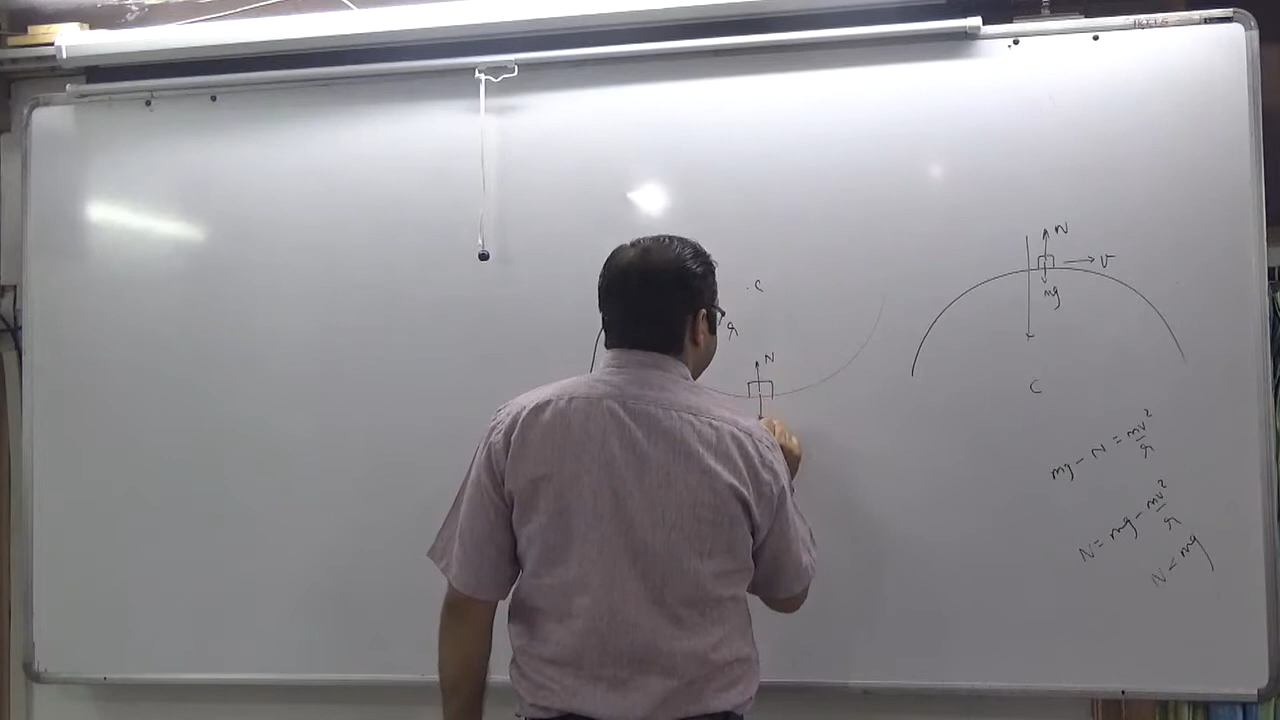 C
r
N
N
v
mg
C
mg - N = mv²/r
N = mg - mv²/r
N < mg